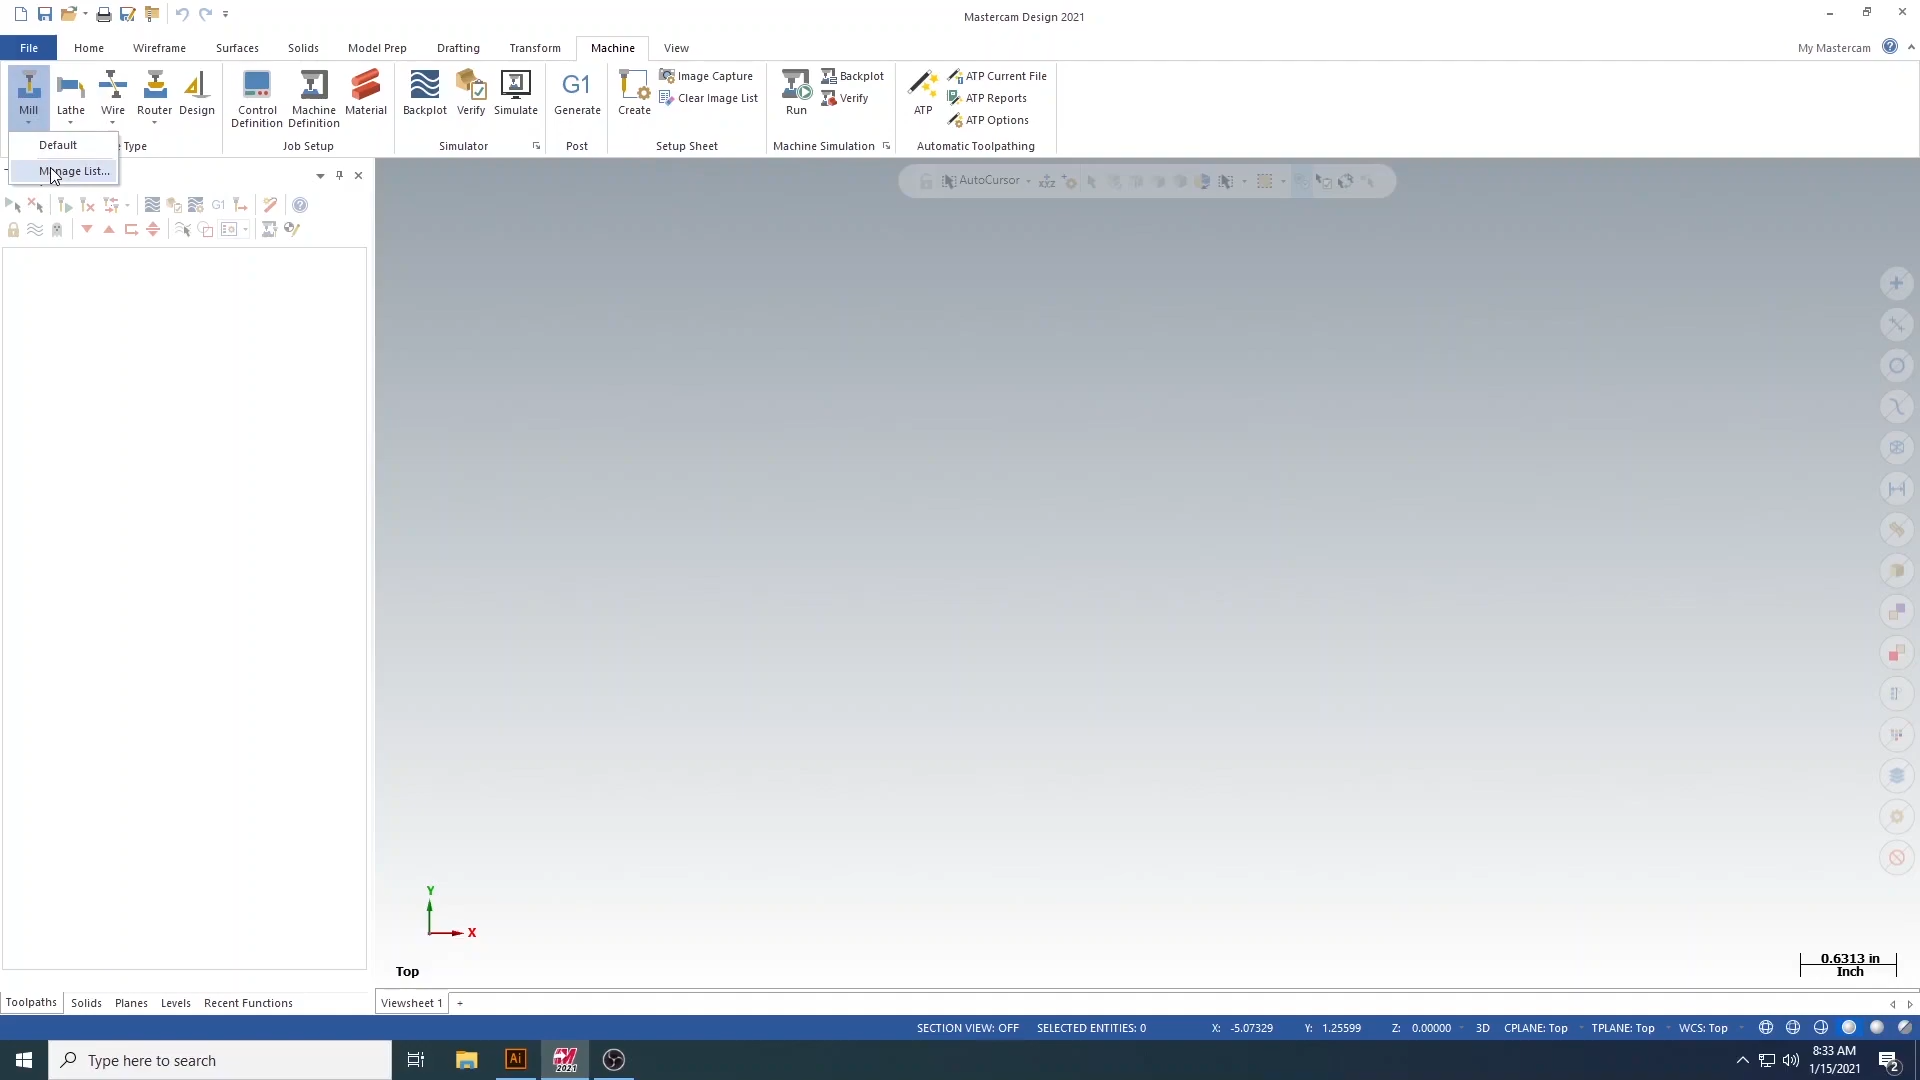 Mastercam Design 2021
File Home Wireframe Surfaces Solids Model Prep Drafting Transform Machine View My Mastercam
Mill Lathe Wire Router Design
Control Definition Machine Definition Material
Backplot Verify Simulate
G1
Generate
Create
Image Capture
Clear Image List
Run
Backplot
Verify
ATP
ATP Current File
ATP Reports
ATP Options
Type Job Setup Simulator Post Setup Sheet Machine Simulation Automatic Toolpathing
Default
Manage List...
AutoCursor
XYZ
G1
Y
X
Top
0.6313 in
Inch
Toolpaths Solids Planes Levels Recent Functions
Viewsheet 1 +
SECTION VIEW: OFF SELECTED ENTITIES: 0 X: -5.07329 Y: 1.25599 Z: 0.00000 3D CPLANE: Top TPLANE: Top WCS: Top
Type here to search
Ai
2021
8:33 AM
1/15/2021
2